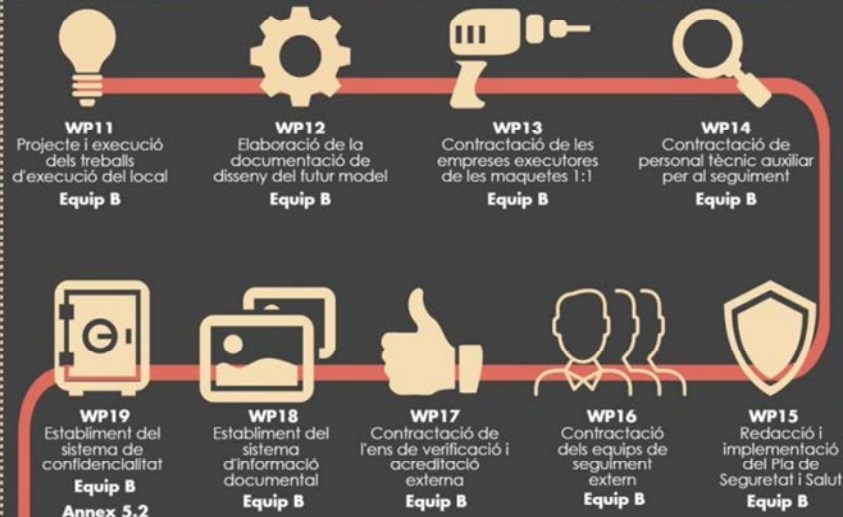 WP11
Projecte i execució
dels treballs
d'execució del local
Equip B
WP12
Elaboració de la
documentació de
disseny del futur model
Equip B
WP13
Contractació de les
empreses executores
de les maquetes 1:1
Equip B
WP14
Contractació de
personal tècnic auxiliar
per al seguiment
Equip B
WP19
Establiment del
sistema de
confidencialitat
Equip B
Annex 5.2
WP18
Establiment del
sistema
d'informació
documental
Equip B
WP17
Contractació de
l'ens de verificació i
acreditació
externa
Equip B
WP16
Contractació
dels equips de
seguiment
extern
Equip B
WP15
Redacció i
implementació
del Pla de
Seguretat i Salut
Equip B